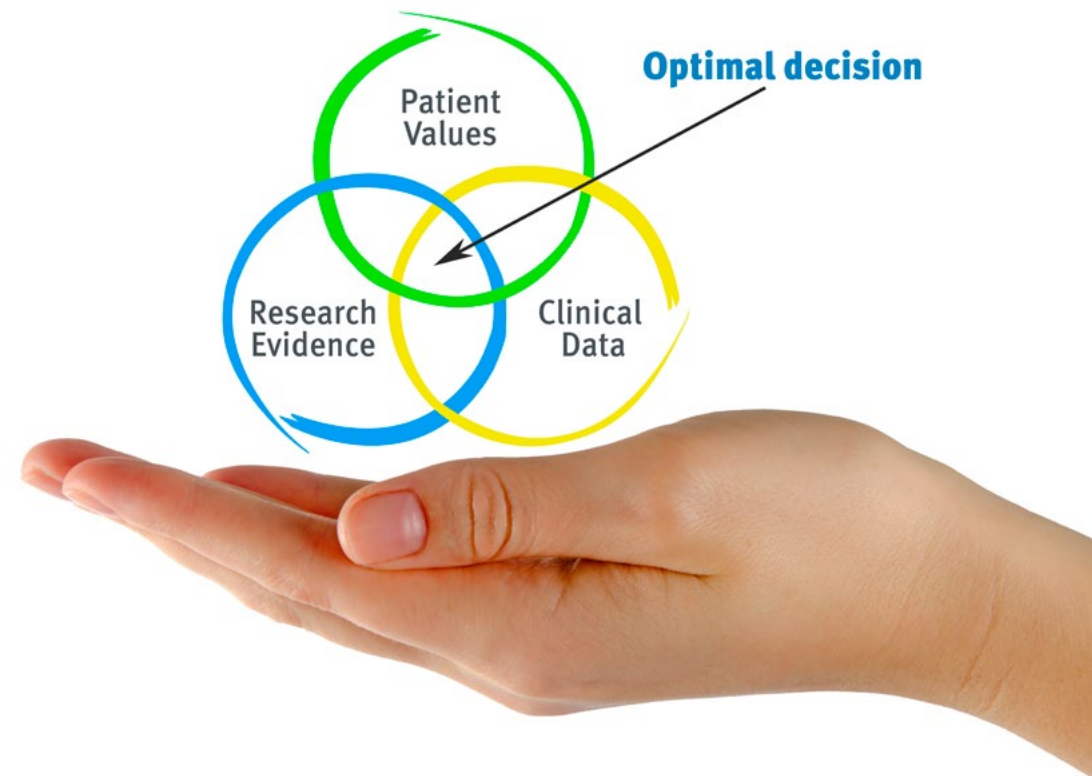 Optimal decision
Patient
Values
Research
Evidence
Clinical
Data